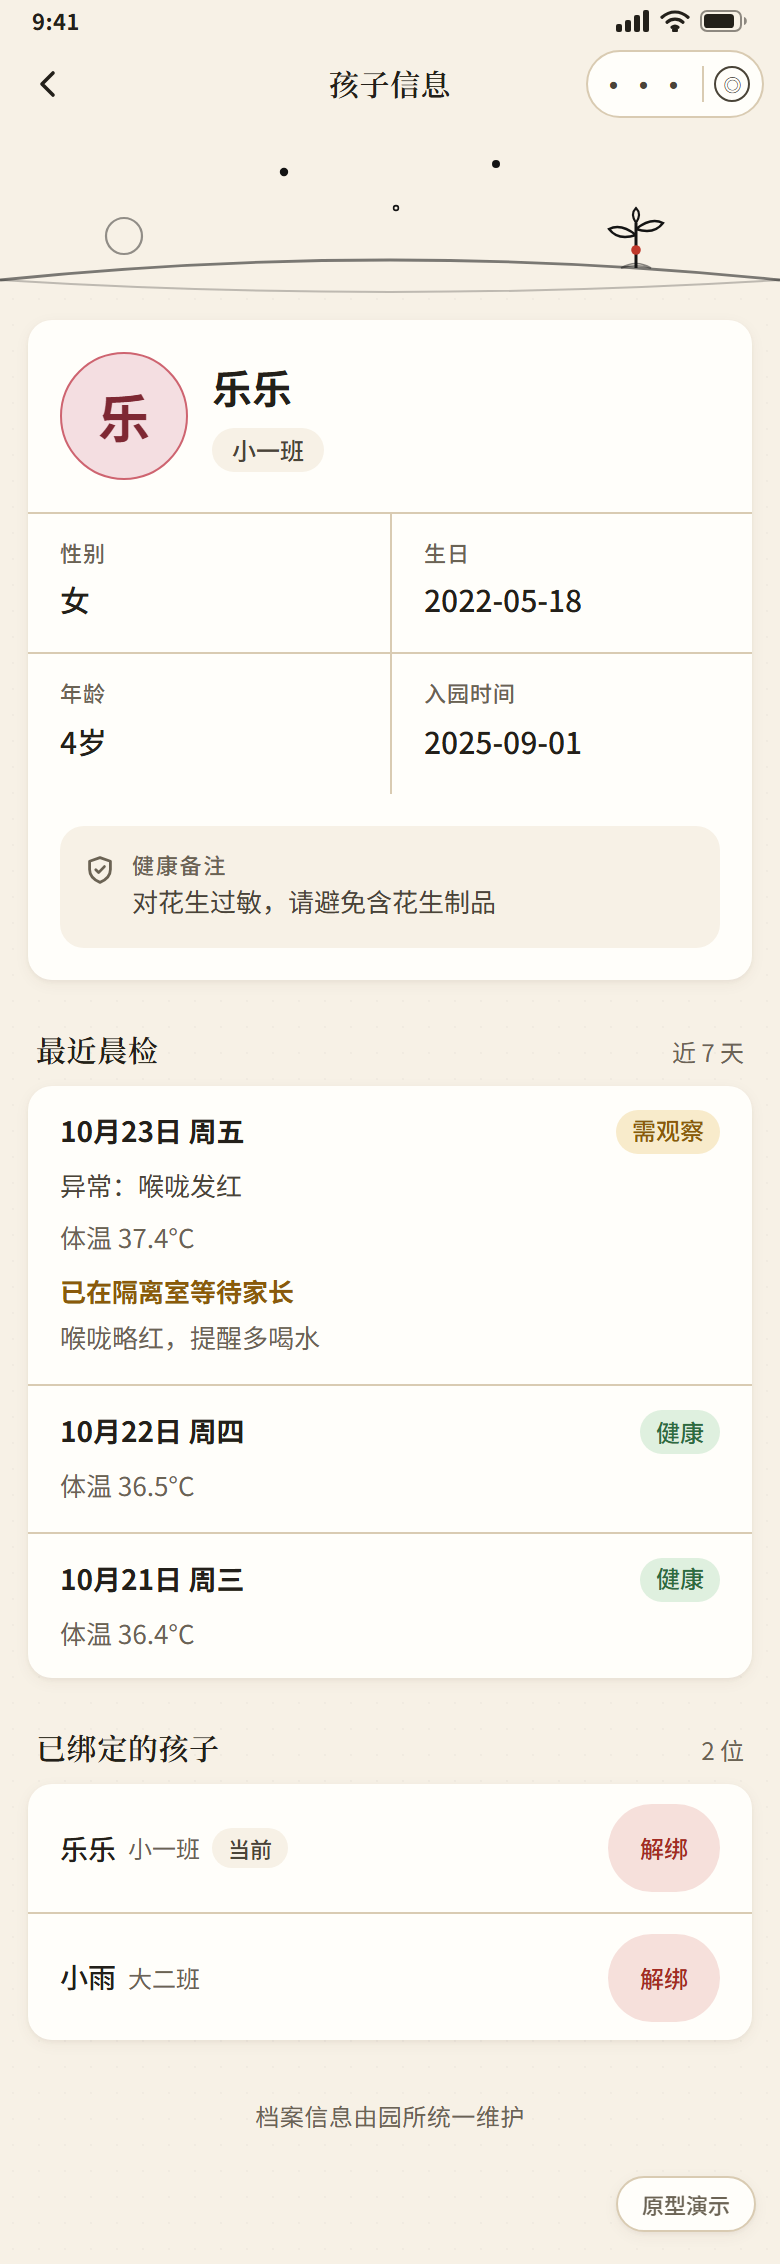 9:41
孩子信息
乐
乐乐
小一班
性别
女
生日
2022-05-18
年龄
4岁
入园时间
2025-09-01
健康备注
对花生过敏，请避免含花生制品
最近晨检
近 7 天
10月23日 周五
需观察
异常：喉咙发红
体温 37.4°C
已在隔离室等待家长
喉咙略红，提醒多喝水
10月22日 周四
健康
体温 36.5°C
10月21日 周三
健康
体温 36.4°C
已绑定的孩子
2 位
乐乐 小一班 当前
解绑
小雨 大二班
解绑
档案信息由园所统一维护
原型演示